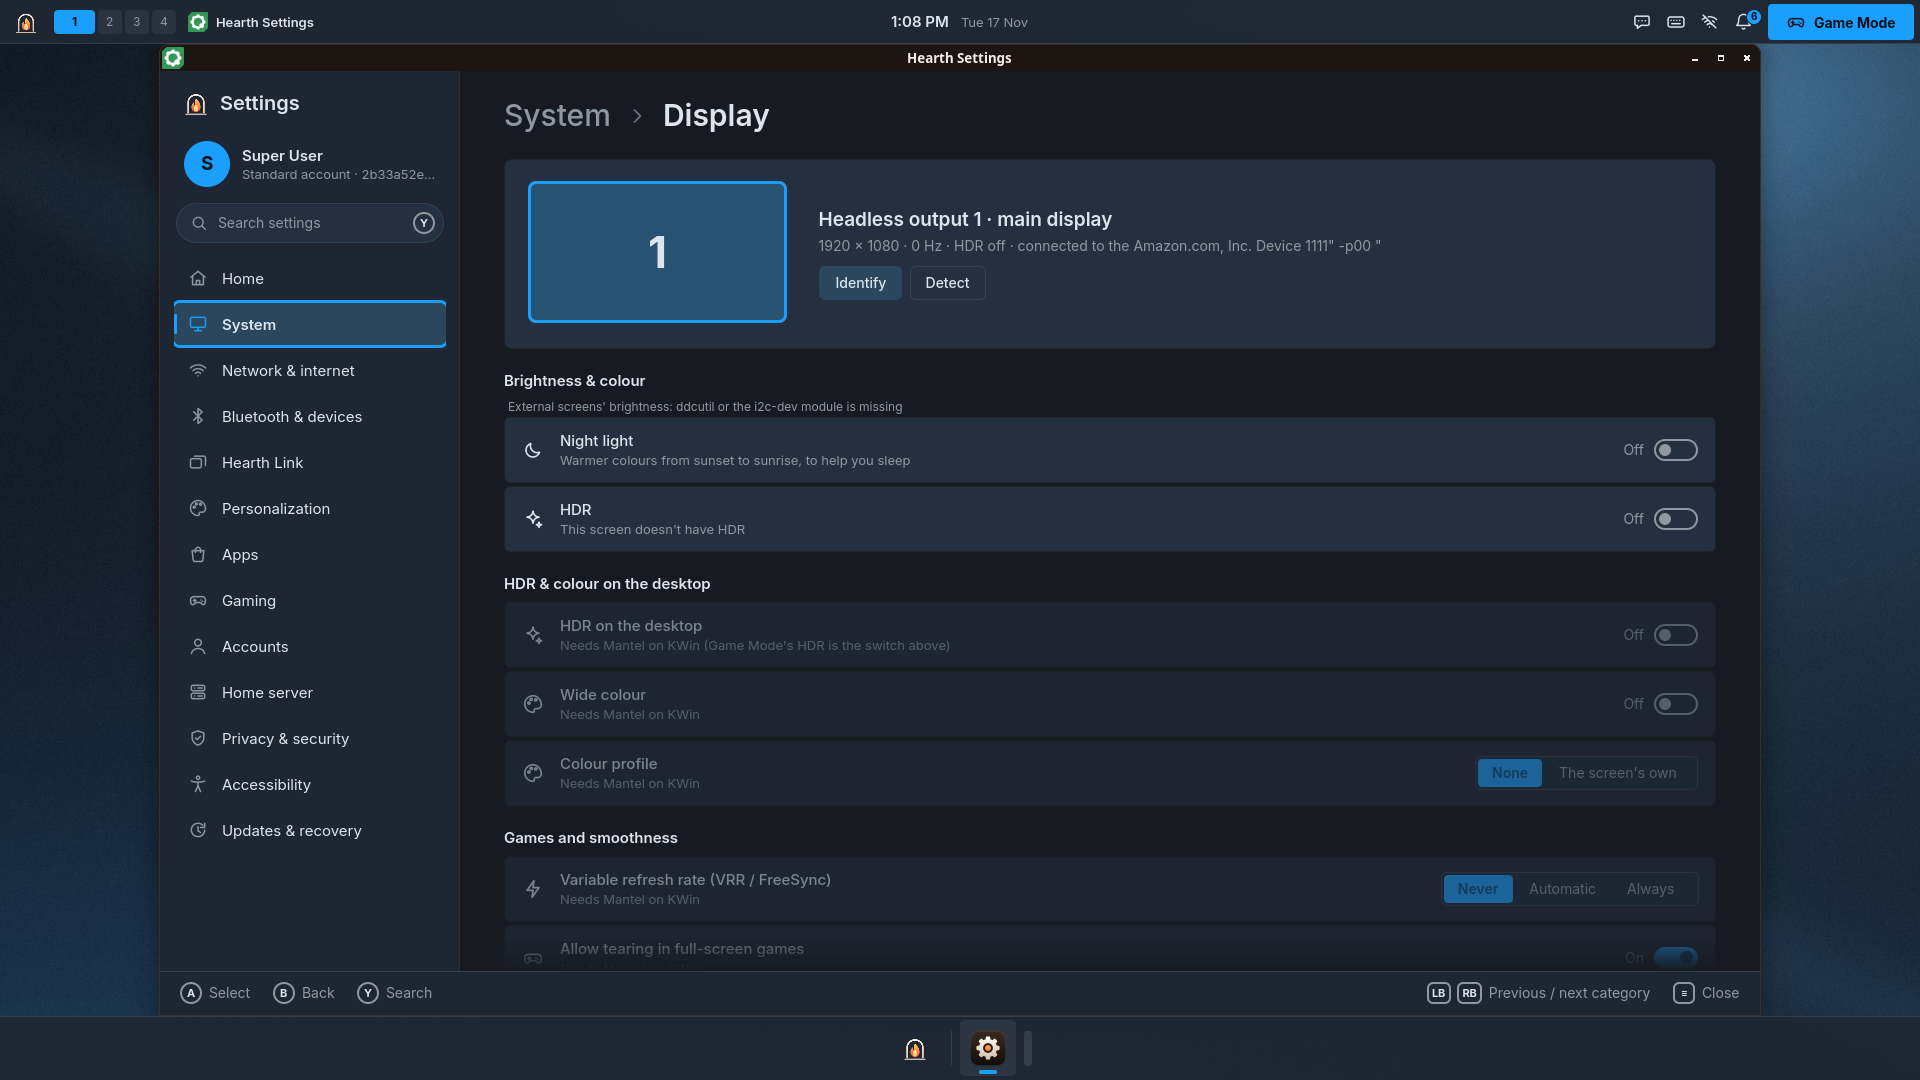 1
2
3
4
Hearth Settings
1:08 PM
Tue 17 Nov
6
Game Mode
Hearth Settings
Settings
S
Super User
Standard account · 2b33a52e...
Search settings
Y
Home
System
Network & internet
Bluetooth & devices
Hearth Link
Personalization
Apps
Gaming
Accounts
Home server
Privacy & security
Accessibility
Updates & recovery
System > Display
1
Headless output 1 · main display
1920 × 1080 · 0 Hz · HDR off · connected to the Amazon.com, Inc. Device 1111" -p00 "
Identify
Detect
Brightness & colour
External screens' brightness: ddcutil or the i2c-dev module is missing
Night light
Warmer colours from sunset to sunrise, to help you sleep
Off
HDR
This screen doesn't have HDR
Off
HDR & colour on the desktop
HDR on the desktop
Needs Mantel on KWin (Game Mode's HDR is the switch above)
Off
Wide colour
Needs Mantel on KWin
Off
Colour profile
Needs Mantel on KWin
None
The screen's own
Games and smoothness
Variable refresh rate (VRR / FreeSync)
Needs Mantel on KWin
Never
Automatic
Always
Allow tearing in full-screen games
On
A Select
B Back
Y Search
LB RB Previous / next category
Close